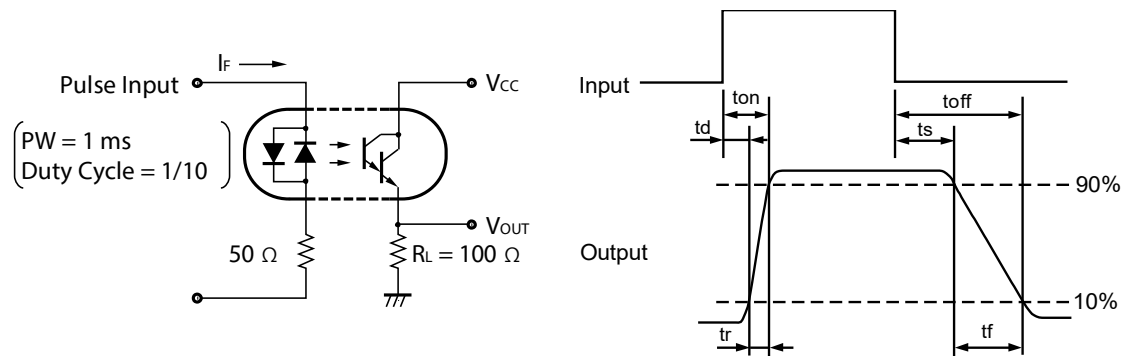 IF
Pulse Input
PW = 1 ms
Duty Cycle = 1/10
VCC
VOUT
50 Ω
RL = 100 Ω
Input
ton
toff
td
ts
90%
Output
10%
tr
tf